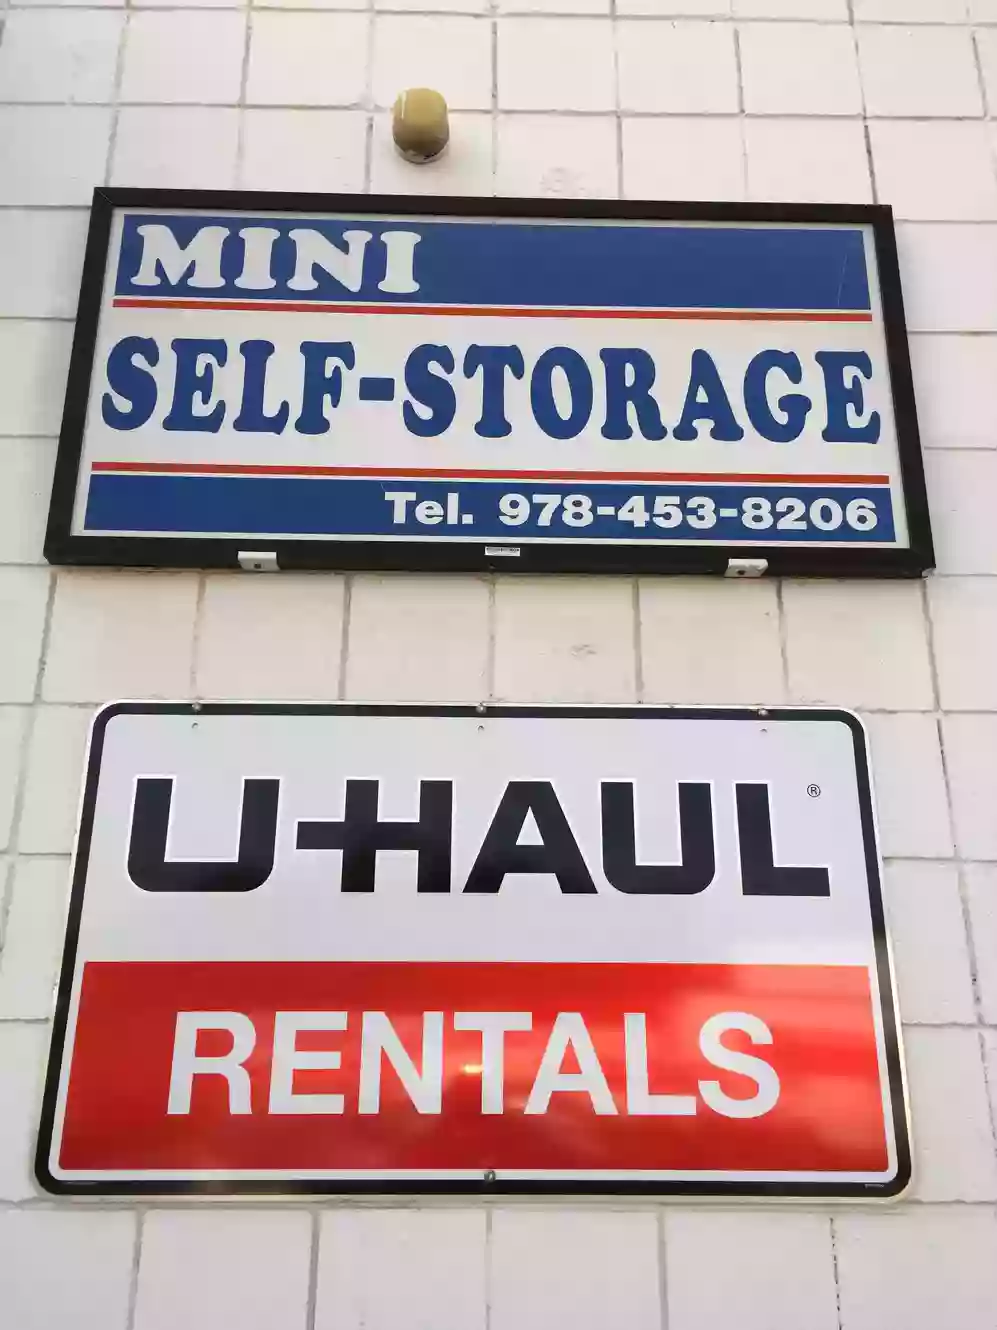 MINI
SELF-STORAGE
Tel. 978-453-8206
U-HAUL®
RENTALS